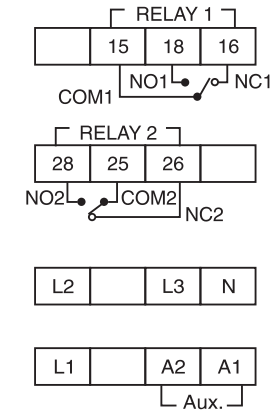 RELAY 1
15 18 16
NO1 NC1
COM1
RELAY 2
28 25 26
NO2 COM2
NC2
L2 L3 N
L1 A2 A1
Aux.